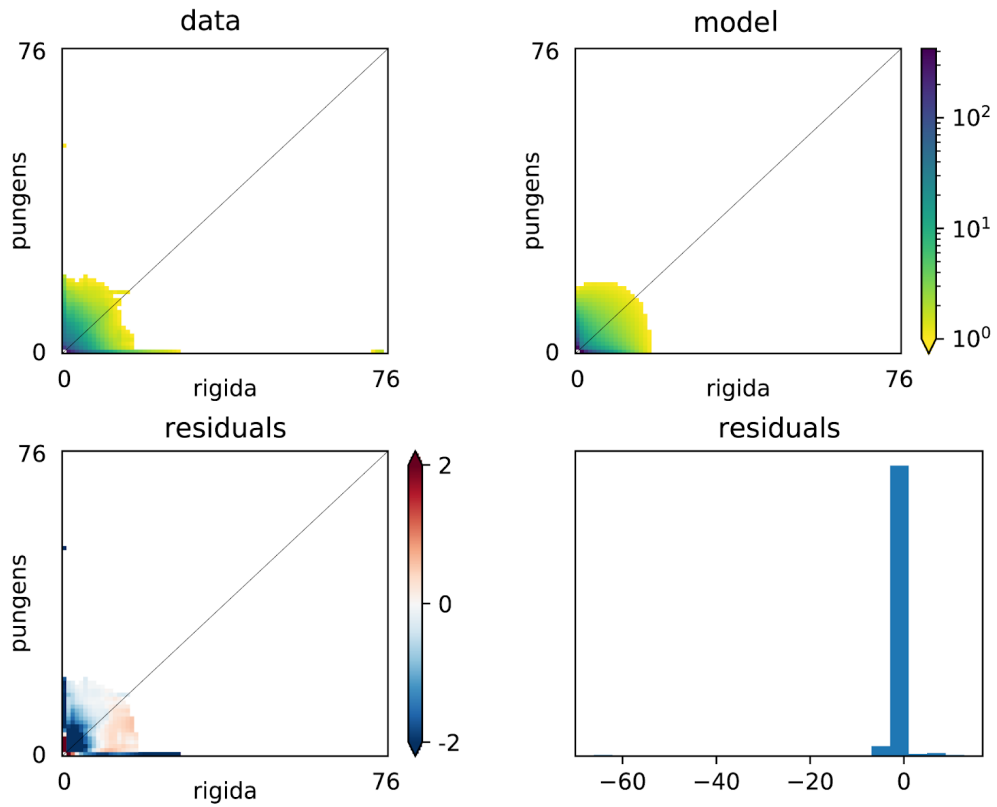 data
model
76
pungens
0
0
rigida
76
76
pungens
0
0
rigida
76
10²
10¹
10⁰
residuals
residuals
76
pungens
0
0
rigida
76
2
0
-2
−60
−40
−20
0